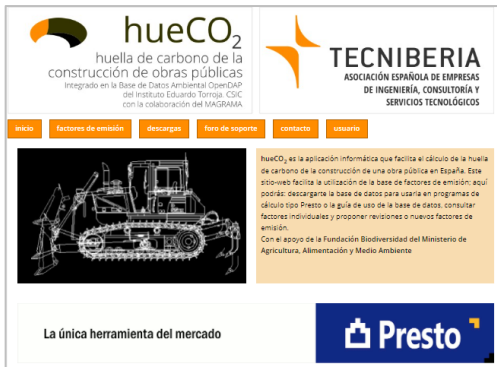 hueCO2
huella de carbono de la
construcción de obras públicas
Integrado en la Base de Datos Ambiental OpenDAP
del Instituto Eduardo Torroja. CSIC
con la colaboración del MAGRAMA
TECNIBERIA
ASOCIACIÓN ESPAÑOLA DE EMPRESAS
DE INGENIERÍA, CONSULTORÍA Y
SERVICIOS TECNOLÓGICOS
inicio
factores de emisión
descargas
foro de soporte
contacto
usuario
hueCO2 es la aplicación informática que facilita el cálculo de la huella
de carbono de la construcción de una obra pública en España. Este
sitio-web facilita la utilización de la base de factores de emisión; aquí
podrás: descargarte la base de datos para usarla en programas de
cálculo tipo Presto o la guía de uso de la base de datos, consultar
factores individuales y proponer revisiones o nuevos factores de
emisión.
Con el apoyo de la Fundación Biodiversidad del Ministerio de
Agricultura, Alimentación y Medio Ambiente
La única herramienta del mercado
Presto